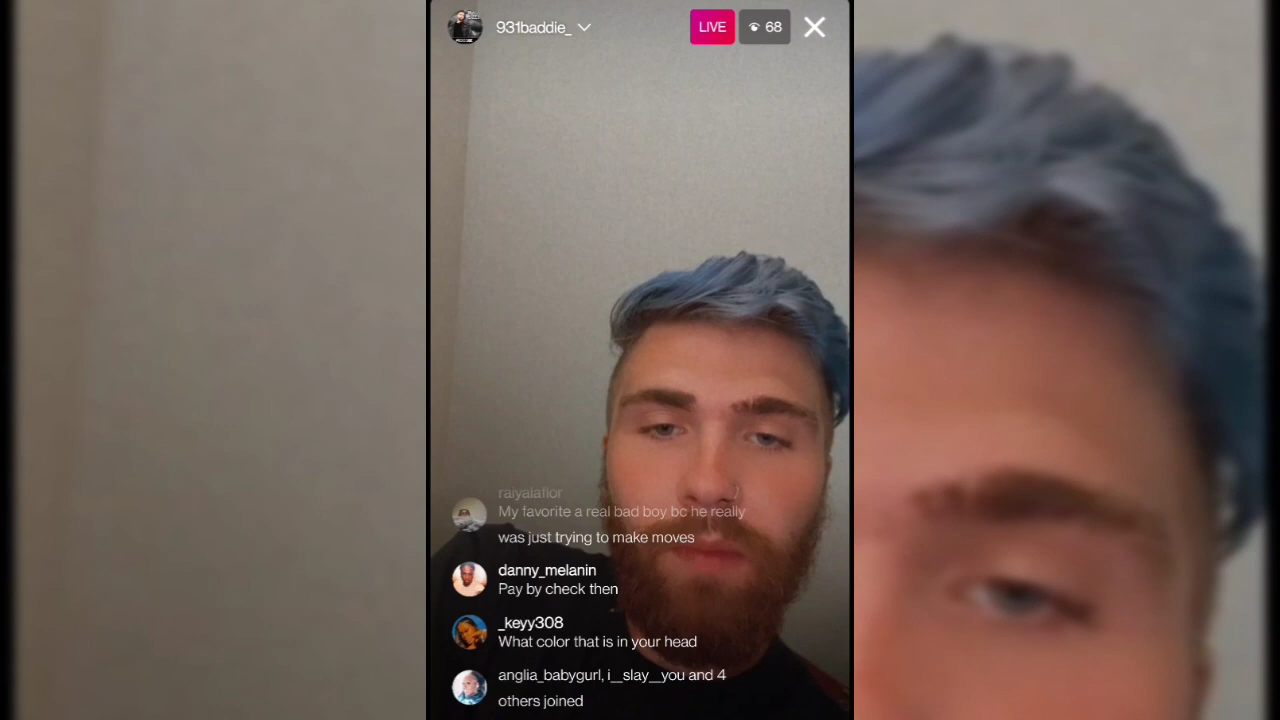 931baddie_
LIVE
68
raiyalaflor
My favorite a real bad boy bc he really
was just trying to make moves
danny_melanin
Pay by check then
_keyy308
What color that is in your head
anglia_babygurl, i__slay__you and 4
others joined